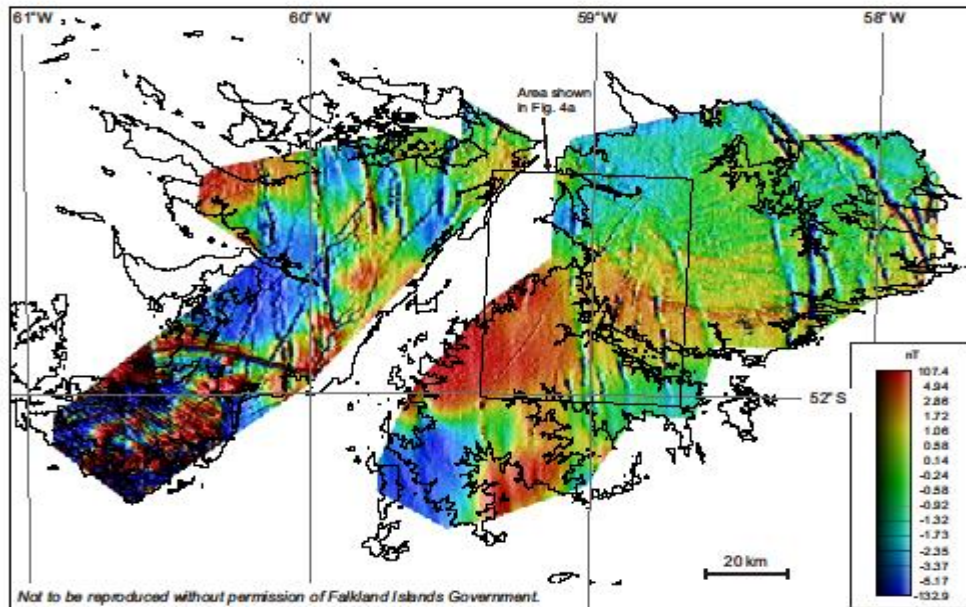 61°W 60°W 59°W 58°W
Area shown
in Fig. 4a
52°S
nT
107.4
4.94
2.86
1.72
1.06
0.58
0.14
-0.24
-0.58
-0.92
-1.32
-1.73
-2.35
-3.37
-5.17
-132.9
20 km
Not to be reproduced without permission of Falkland Islands Government.